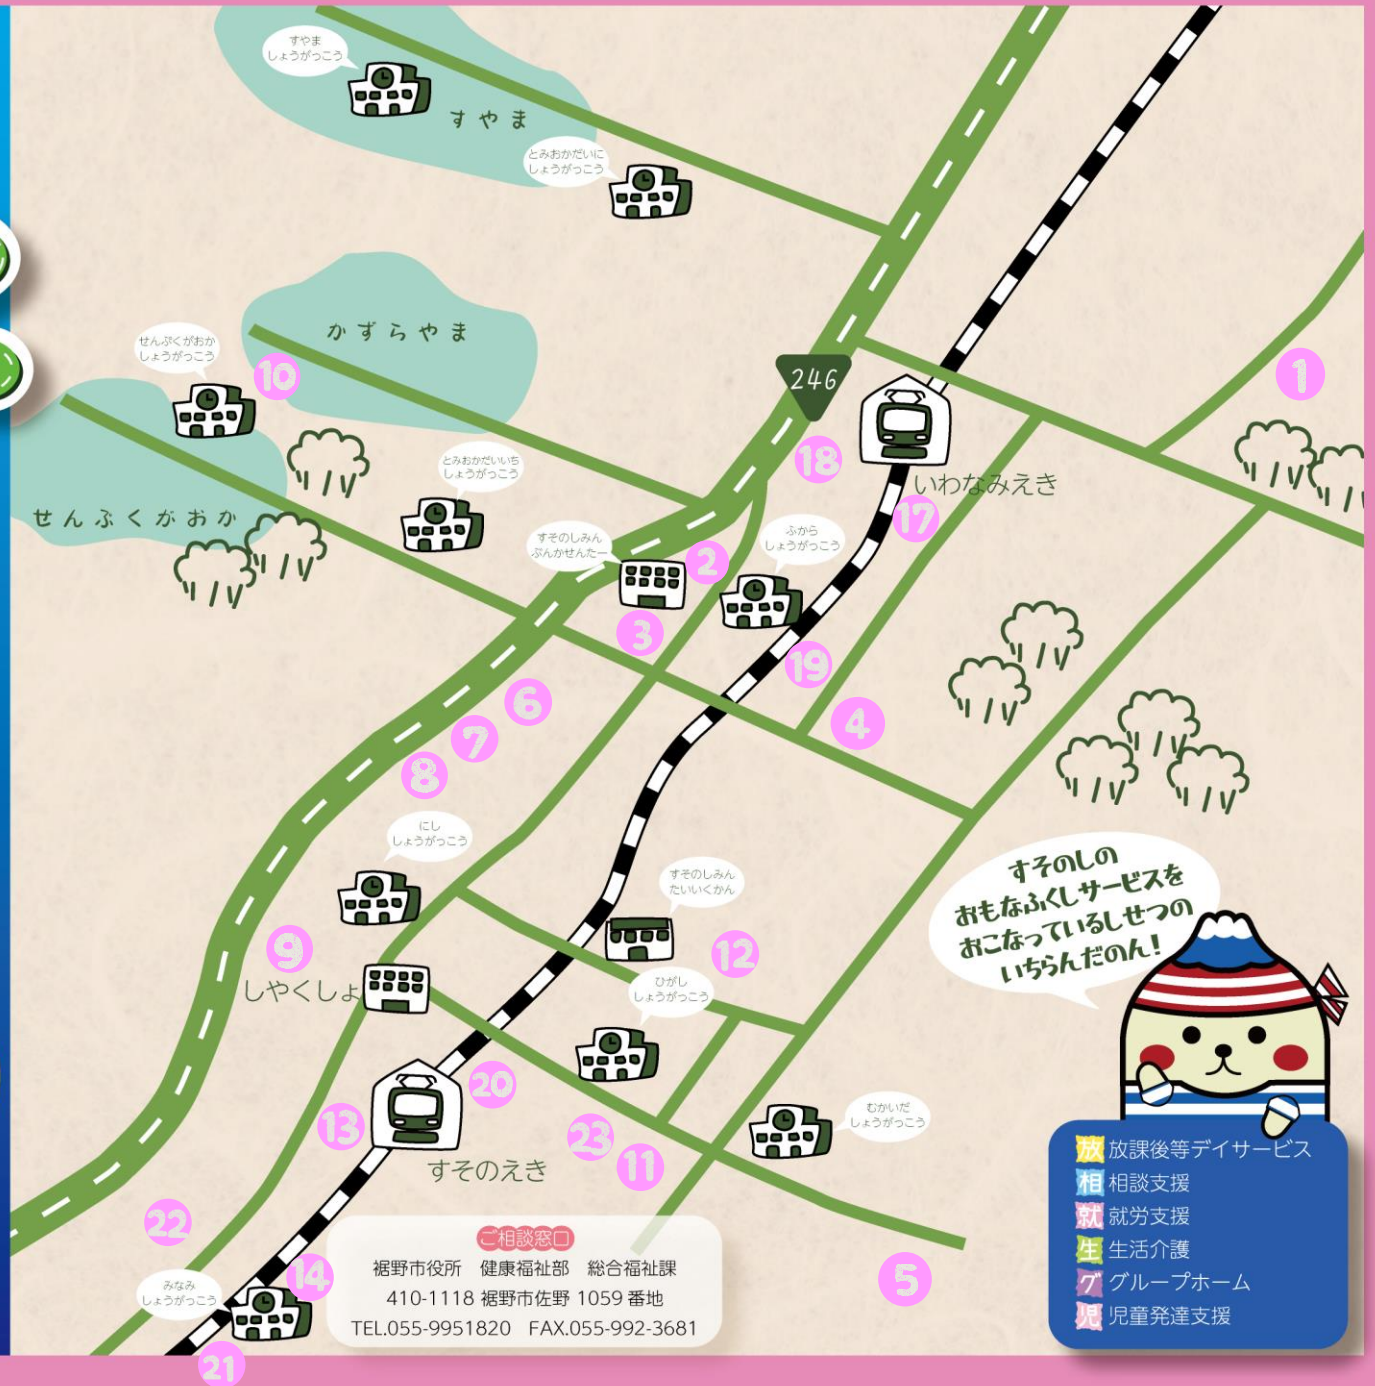 すやま
しょうがっこう
すやま
とみおかだいに
しょうがっこう
かずらやま
せんぷくがおか
しょうがっこう
10
246
1
18
とみおかだいいち
しょうがっこう
いわなみえき
17
せんぶくがおか
すそのしみん
ぶんかせんたー
2
ふから
しょうがっこう
3
19
6
4
7
8
にし
しょうがっこう
すそのしみん
たいいくかん
すそのしの
おもなふくしサービスを
おこなっているしせつの
いちらんだのん!
9
12
しやくしょ
ひがし
しょうがっこう
20
13
23
11
むかいだ
しょうがっこう
すそのえき
22
14
5
みなみ
しょうがっこう
21
ご相談窓口
裾野市役所 健康福祉部 総合福祉課
410-1118 裾野市佐野 1059 番地
TEL.055-9951820 FAX.055-992-3681
放 放課後等デイサービス
相 相談支援
就 就労支援
生 生活介護
グ グループホーム
児 児童発達支援